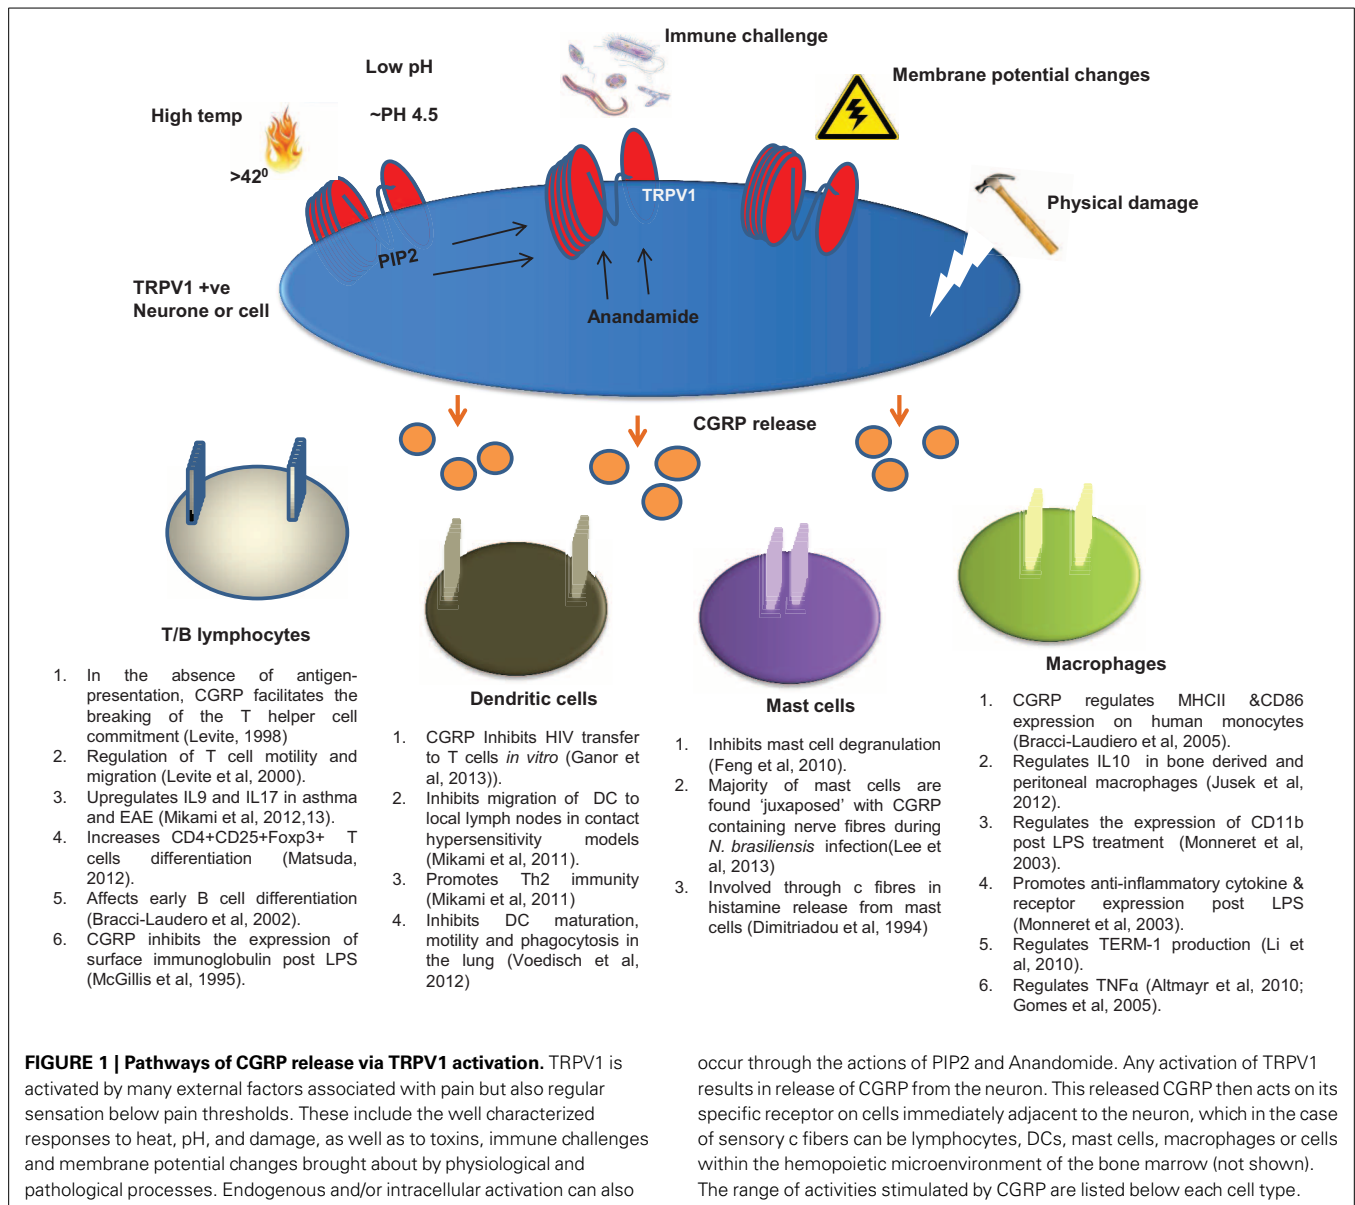 Immune challenge
Low pH
Membrane potential changes
High temp
~PH 4.5
>42⁰
TRPV1
Physical damage
PIP2
TRPV1 +ve
Neurone or cell
Anandamide
CGRP release
T/B lymphocytes
1. In the absence of antigen-
presentation, CGRP facilitates the
breaking of the T helper cell
commitment (Levite, 1998)
2. Regulation of T cell motility and
migration (Levite et al, 2000).
3. Upregulates IL9 and IL17 in asthma
and EAE (Mikami et al, 2012,13).
4. Increases CD4+CD25+Foxp3+ T
cells differentiation (Matsuda,
2012).
5. Affects early B cell differentiation
(Bracci-Laudero et al, 2002).
6. CGRP inhibits the expression of
surface immunoglobulin post LPS
(McGillis et al, 1995).
Dendritic cells
1. CGRP Inhibits HIV transfer
to T cells in vitro (Ganor et
al, 2013)).
2. Inhibits migration of DC to
local lymph nodes in contact
hypersensitivity models
(Mikami et al, 2011).
3. Promotes Th2 immunity
(Mikami et al, 2011)
4. Inhibits DC maturation,
motility and phagocytosis in
the lung (Voedisch et al,
2012)
Mast cells
1. Inhibits mast cell degranulation
(Feng et al, 2010).
2. Majority of mast cells are
found ‘juxaposed’ with CGRP
containing nerve fibres during
N. brasiliensis infection(Lee et
al, 2013)
3. Involved through c fibres in
histamine release from mast
cells (Dimitriadou et al, 1994)
Macrophages
1. CGRP regulates MHCII &CD86
expression on human monocytes
(Bracci-Laudiero et al, 2005).
2. Regulates IL10 in bone derived and
peritoneal macrophages (Jusek et al,
2012).
3. Regulates the expression of CD11b
post LPS treatment (Monneret et al,
2003).
4. Promotes anti-inflammatory cytokine &
receptor expression post LPS
(Monneret et al, 2003).
5. Regulates TERM-1 production (Li et
al, 2010).
6. Regulates TNFα (Altmayr et al, 2010;
Gomes et al, 2005).
FIGURE 1 | Pathways of CGRP release via TRPV1 activation. TRPV1 is
activated by many external factors associated with pain but also regular
sensation below pain thresholds. These include the well characterized
responses to heat, pH, and damage, as well as to toxins, immune challenges
and membrane potential changes brought about by physiological and
pathological processes. Endogenous and/or intracellular activation can also
occur through the actions of PIP2 and Anandomide. Any activation of TRPV1
results in release of CGRP from the neuron. This released CGRP then acts on its
specific receptor on cells immediately adjacent to the neuron, which in the case
of sensory c fibers can be lymphocytes, DCs, mast cells, macrophages or cells
within the hemopoietic microenvironment of the bone marrow (not shown).
The range of activities stimulated by CGRP are listed below each cell type.